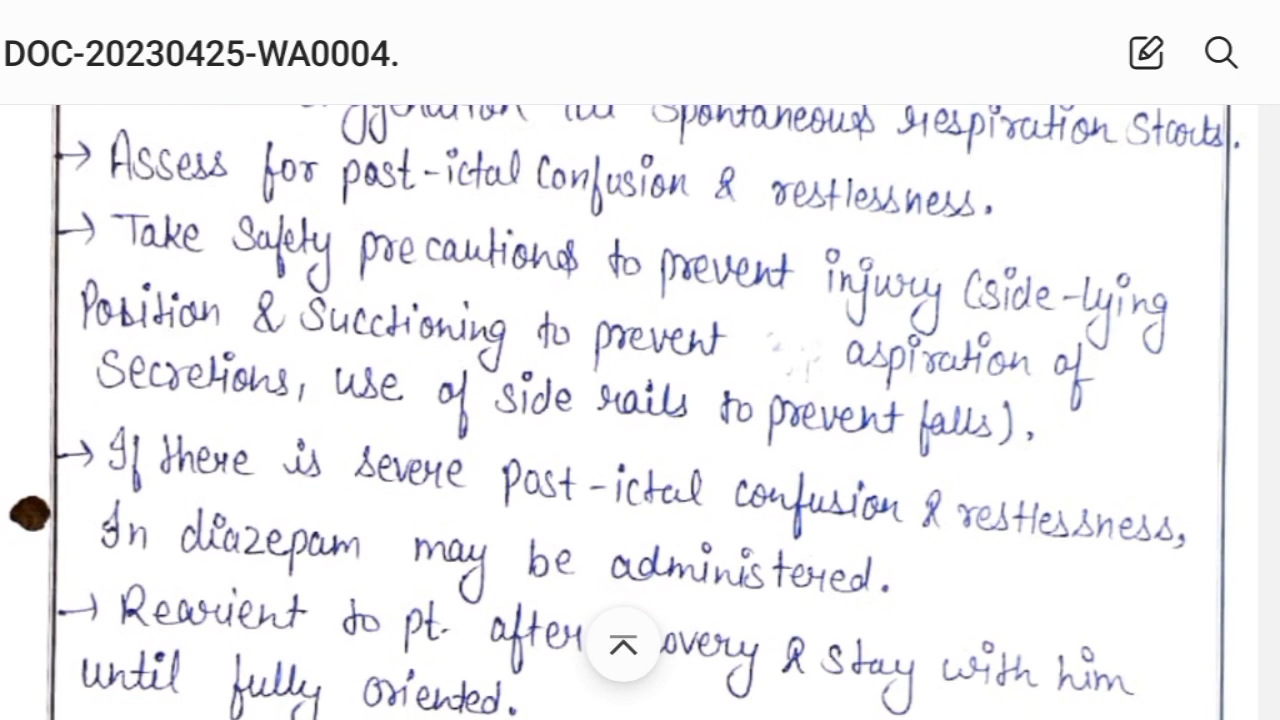 DOC-20230425-WA0004.
spontaneous respiration starts.
→ Assess for post-ictal confusion & restlessness.
→ Take Safety precautions to prevent injury (side-lying
Position & Succtioning to prevent aspiration of
Secretions, use of side rails to prevent falls).
→ If there is severe post-ictal confusion & restlessness,
In diazepam may be administered.
→ Reorient to pt. after overy & stay with him
until fully oriented.